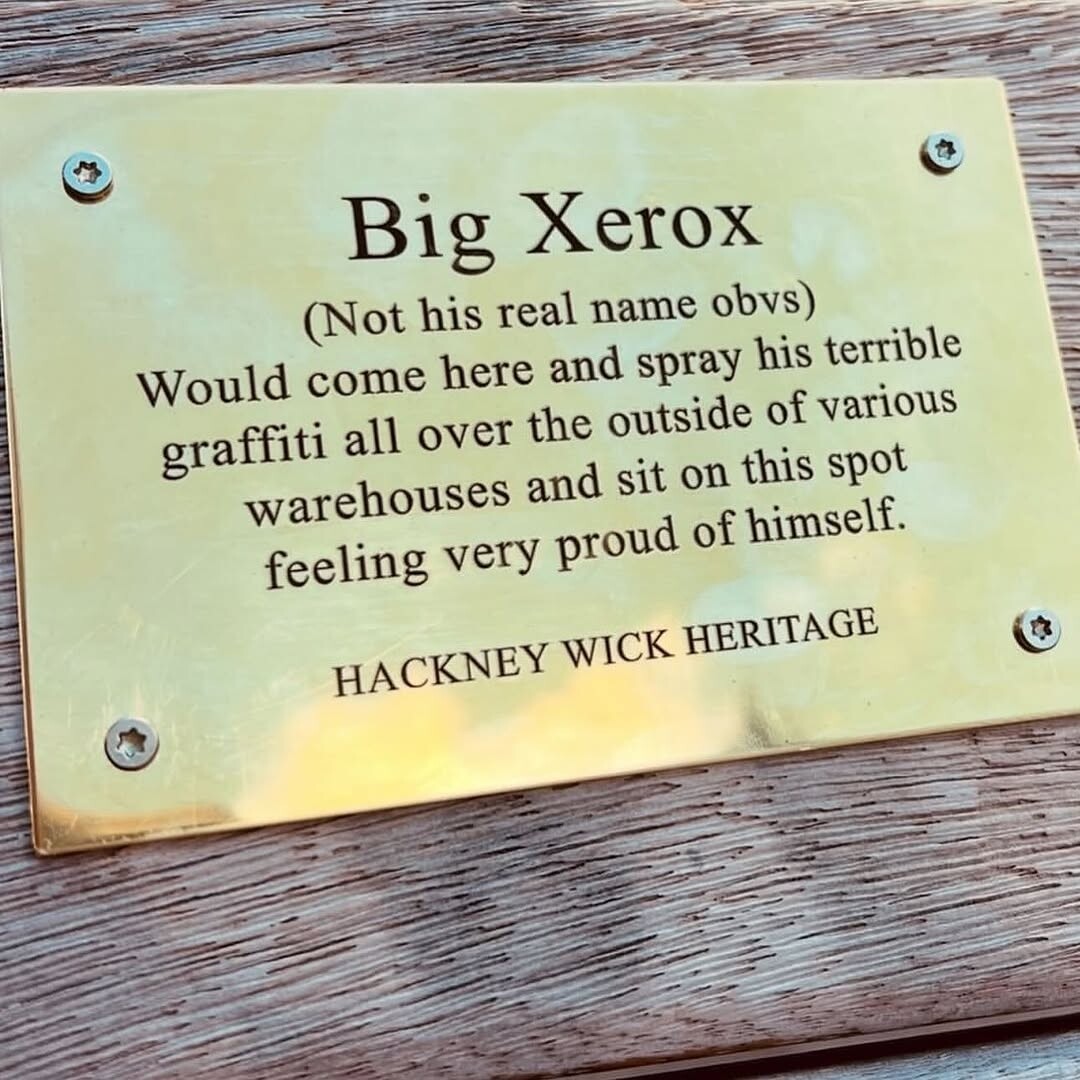 Big Xerox
(Not his real name obvs)
Would come here and spray his terrible
graffiti all over the outside of various
warehouses and sit on this spot
feeling very proud of himself.
HACKNEY WICK HERITAGE